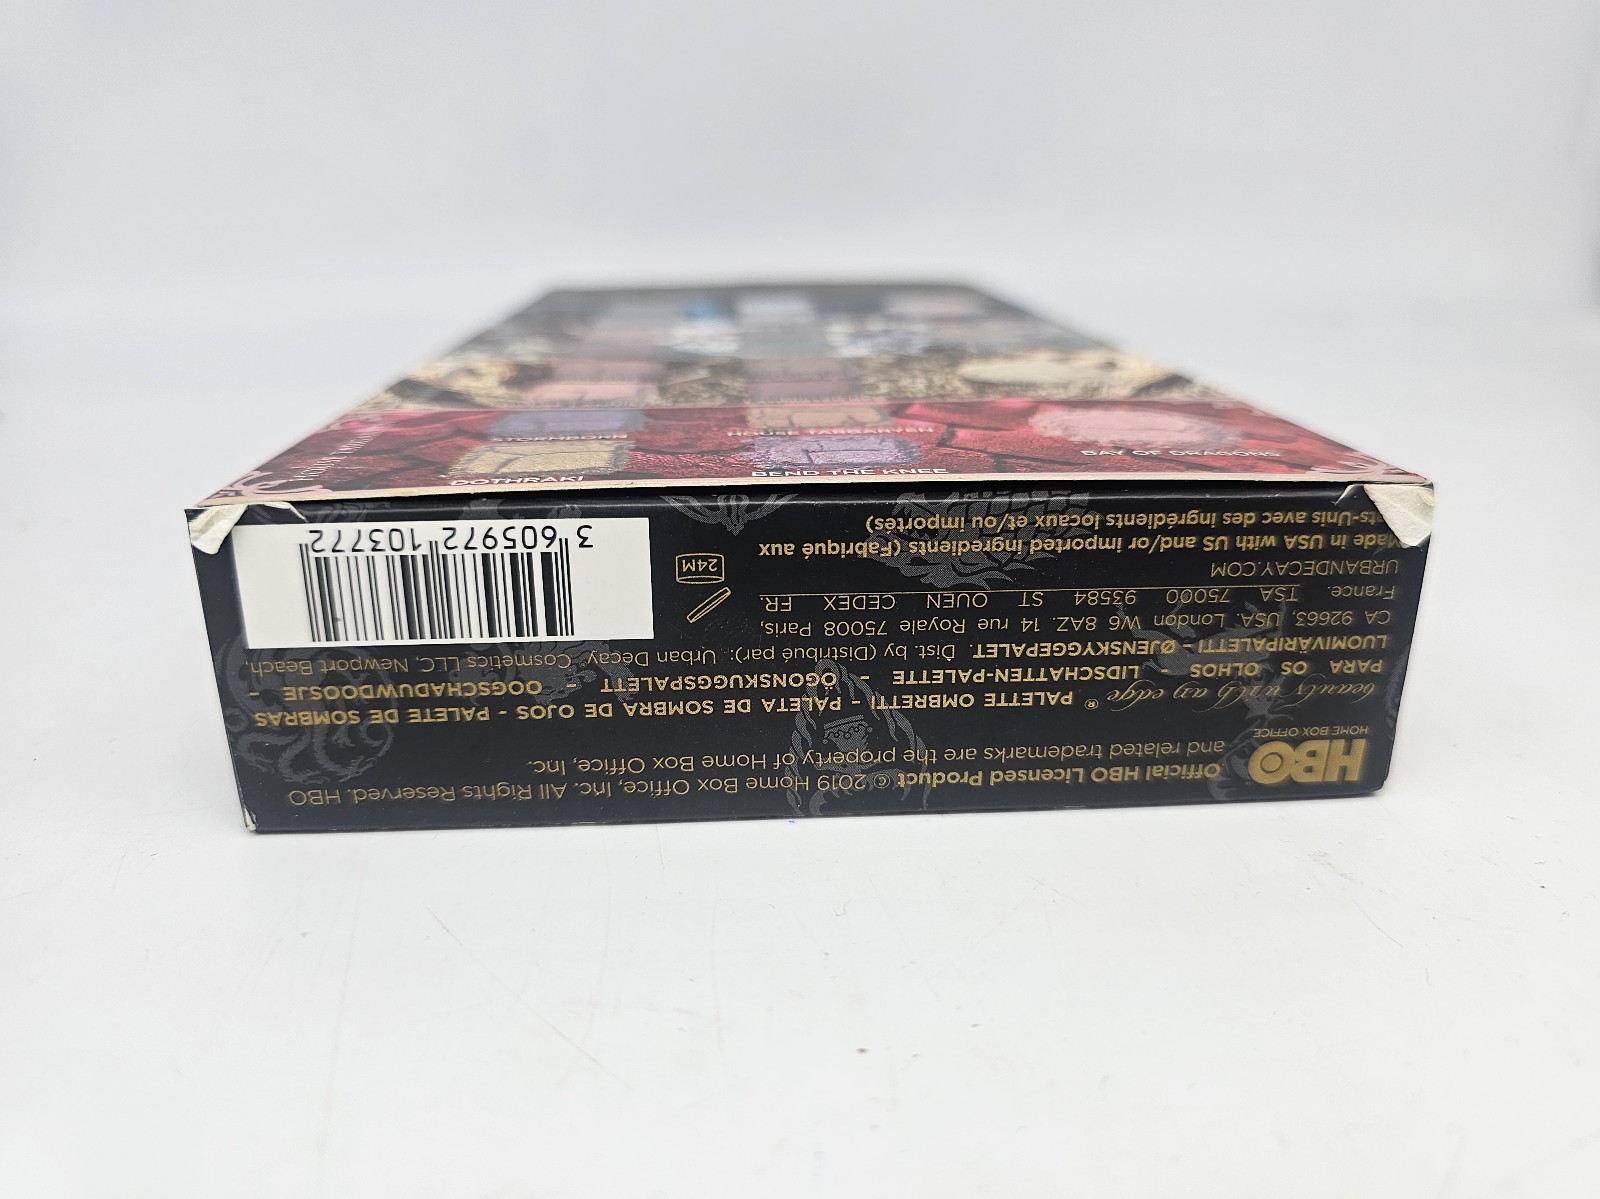 STORMBORN
HOUSE TARGARYEN
BAY OF DRAGONS
DOTHRAKI
BEND THE KNEE
HBO
HOME BOX OFFICE
Official HBO Licensed Product © 2019 Home Box Office, Inc. All Rights Reserved. HBO
and related trademarks are the property of Home Box Office, Inc.
beauty with an edge® PALETTE OMBRETTI - PALETA DE SOMBRA DE OJOS - PALETE DE SOMBRAS
PARA OS OLHOS - LIDSCHATTEN-PALETTE - ÖGONSKUGGSPALETT - OOGSCHADUWDOOSJE -
LUOMIVÄRIPALETTI - ØJENSKYGGEPALET. Dist. by (Distribué par): Urban Decay® Cosmetics LLC, Newport Beach,
CA 92663, USA. London W6 8AZ. 14 rue Royale 75008 Paris,
France. TSA 75000 93584 ST OUEN CEDEX FR.
URBANDECAY.COM
Made in USA with US and/or imported ingredients (Fabriqué aux
États-Unis avec des ingrédients locaux et/ou importés)
24M
3 605972 103772